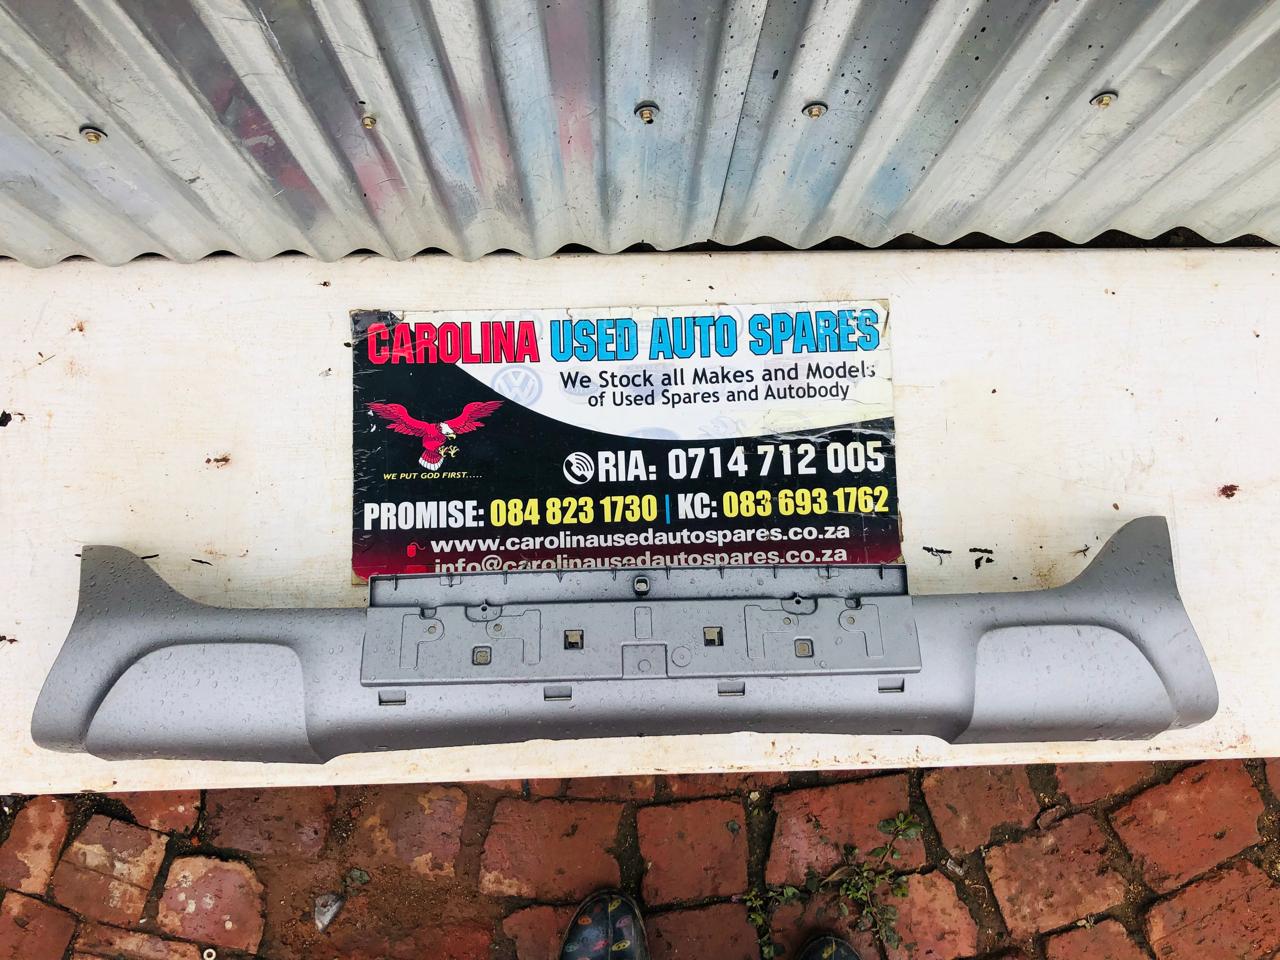 CAROLINA USED AUTO SPARES
We Stock all Makes and Models
of Used Spares and Autobody
WE PUT GOD FIRST.....
RIA: 0714 712 005
PROMISE: 084 823 1730 | KC: 083 693 1762
www.carolinausedautospares.co.za
info@carolinausedautospares.co.za